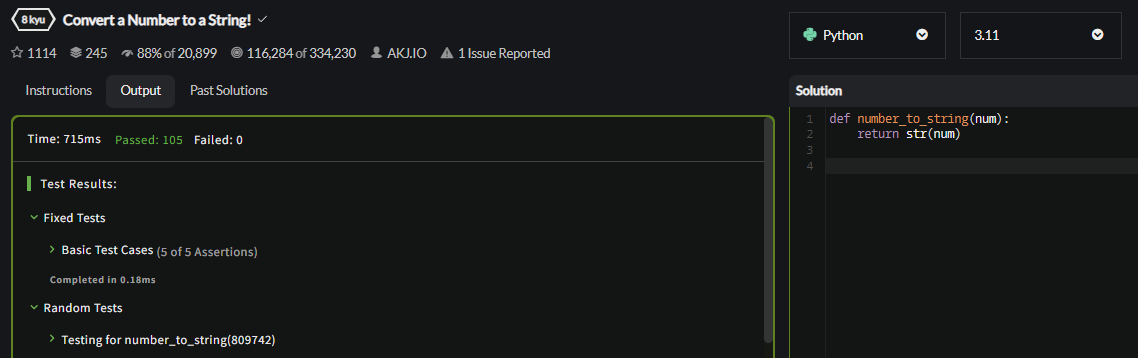 8 kyu Convert a Number to a String!
1114 245 88% of 20,899 116,284 of 334,230 AKJ.IO 1 Issue Reported
Python 3.11
Instructions Output Past Solutions
Time: 715ms Passed: 105 Failed: 0
Test Results:
Fixed Tests
Basic Test Cases (5 of 5 Assertions)
Completed in 0.18ms
Random Tests
Testing for number_to_string(809742)
Solution
1 def number_to_string(num):
2 return str(num)
3
4